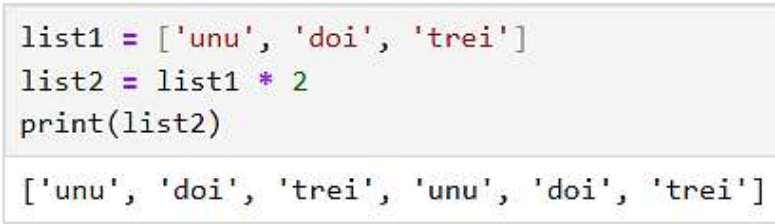 list1 = ['unu', 'doi', 'trei']
list2 = list1 * 2
print(list2)
['unu', 'doi', 'trei', 'unu', 'doi', 'trei']